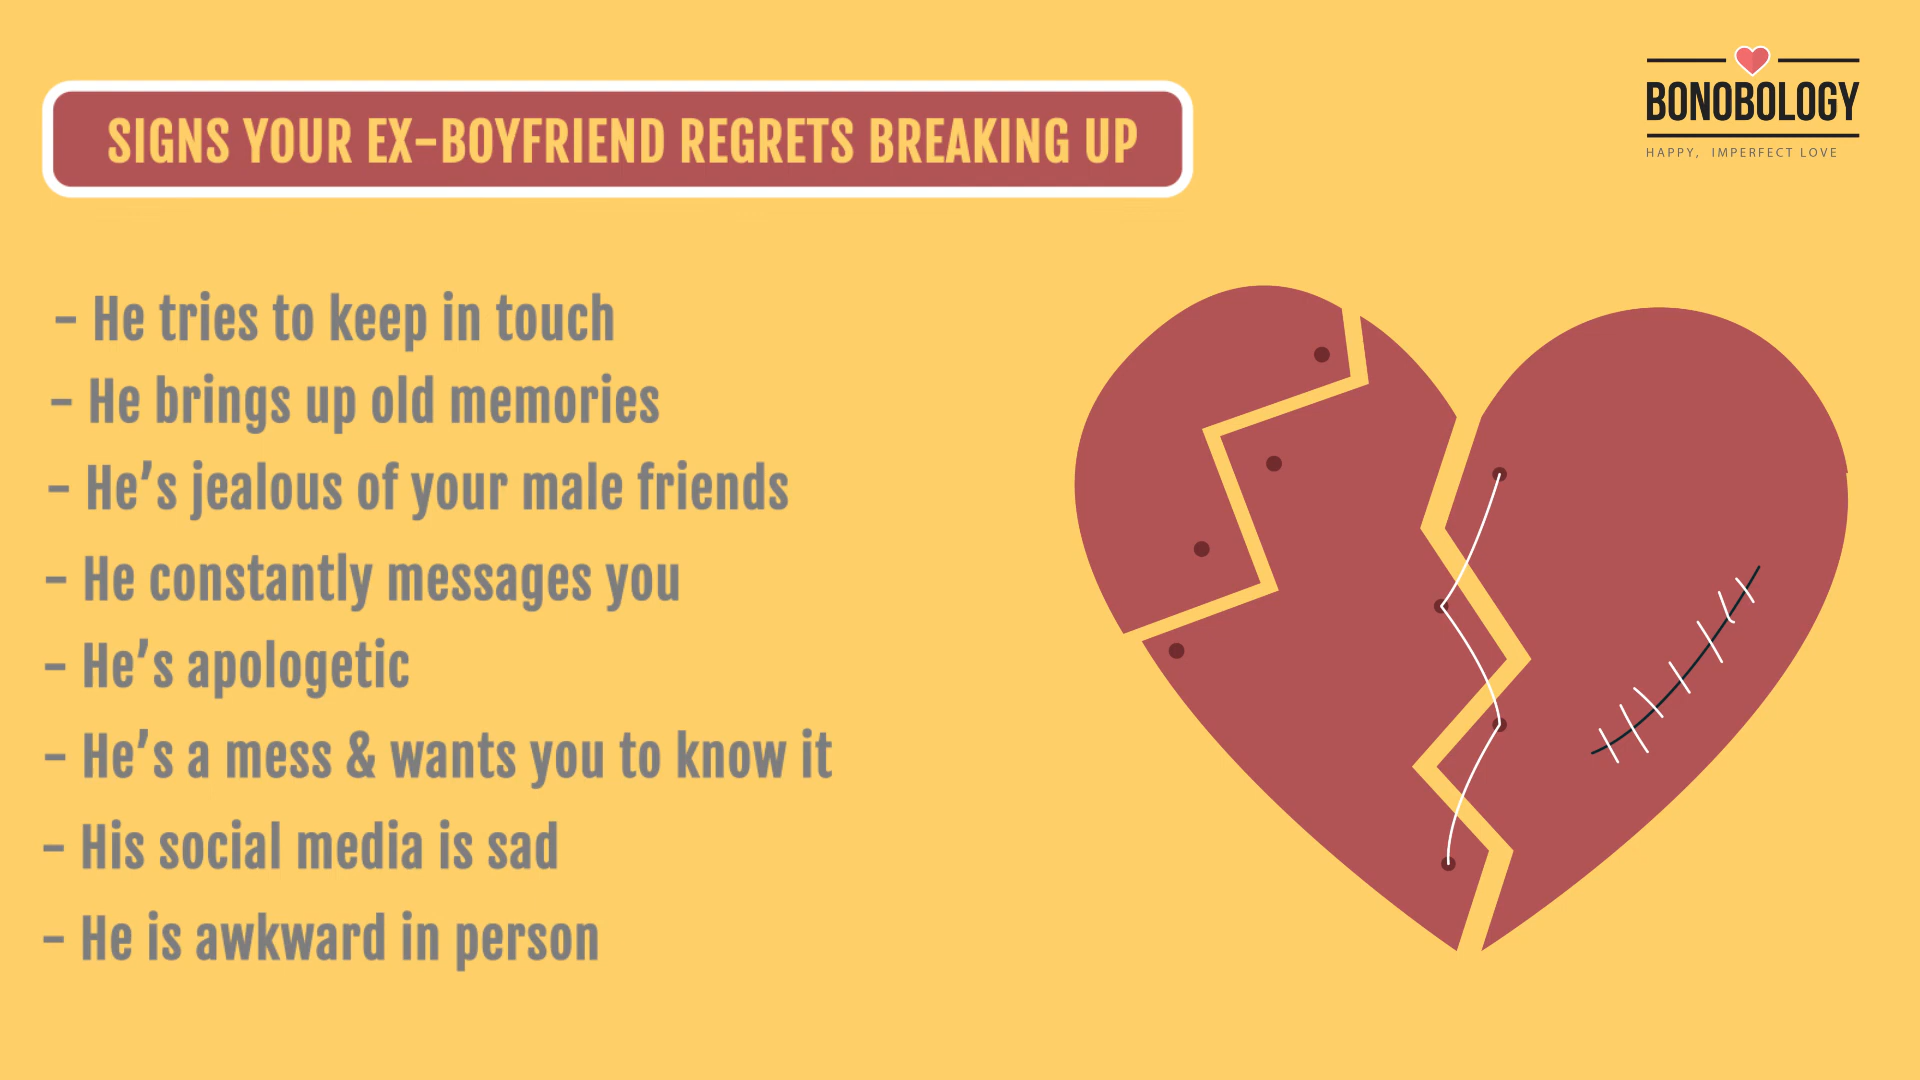 BONOBOLOGY
HAPPY, IMPERFECT LOVE
SIGNS YOUR EX-BOYFRIEND REGRETS BREAKING UP
- He tries to keep in touch
- He brings up old memories
- He’s jealous of your male friends
- He constantly messages you
- He’s apologetic
- He’s a mess & wants you to know it
- His social media is sad
- He is awkward in person